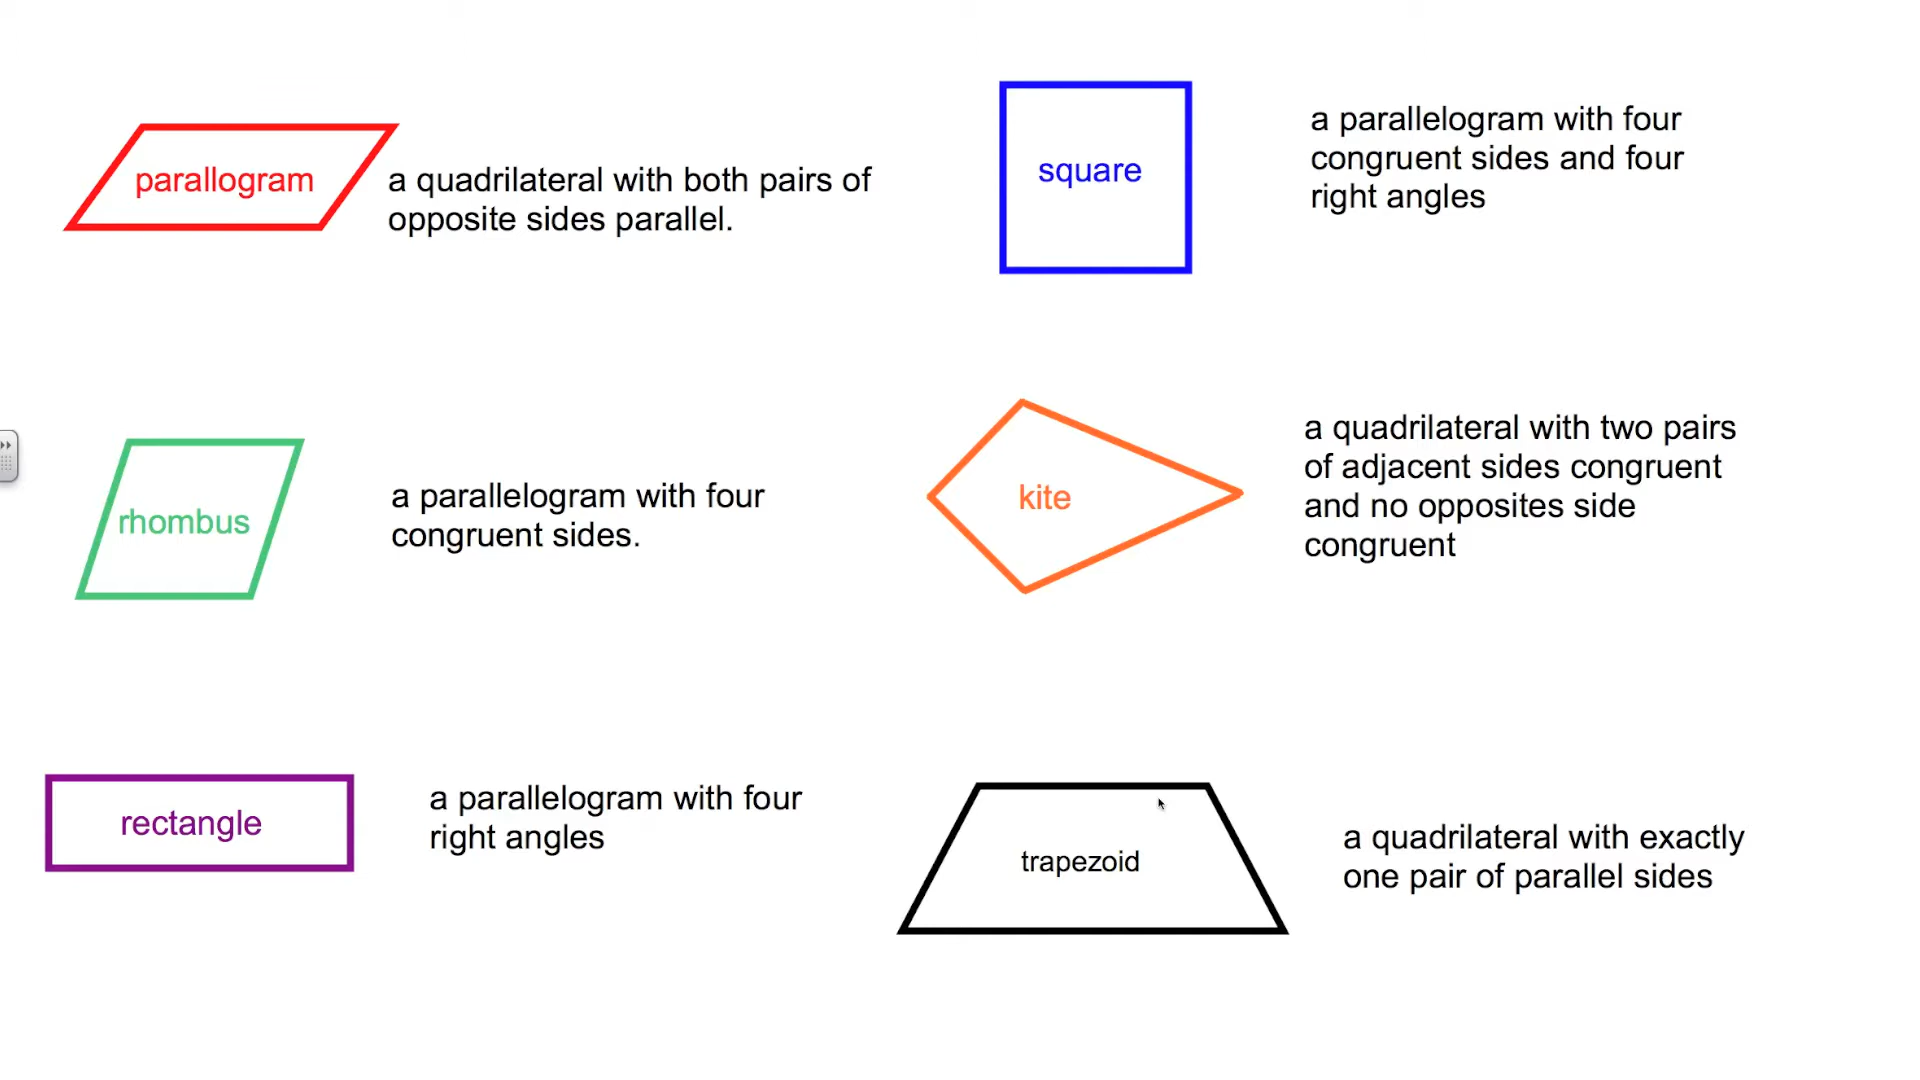 parallogram
a quadrilateral with both pairs of
opposite sides parallel.
square
a parallelogram with four
congruent sides and four
right angles
rhombus
a parallelogram with four
congruent sides.
kite
a quadrilateral with two pairs
of adjacent sides congruent
and no opposites side
congruent
rectangle
a parallelogram with four
right angles
trapezoid
a quadrilateral with exactly
one pair of parallel sides